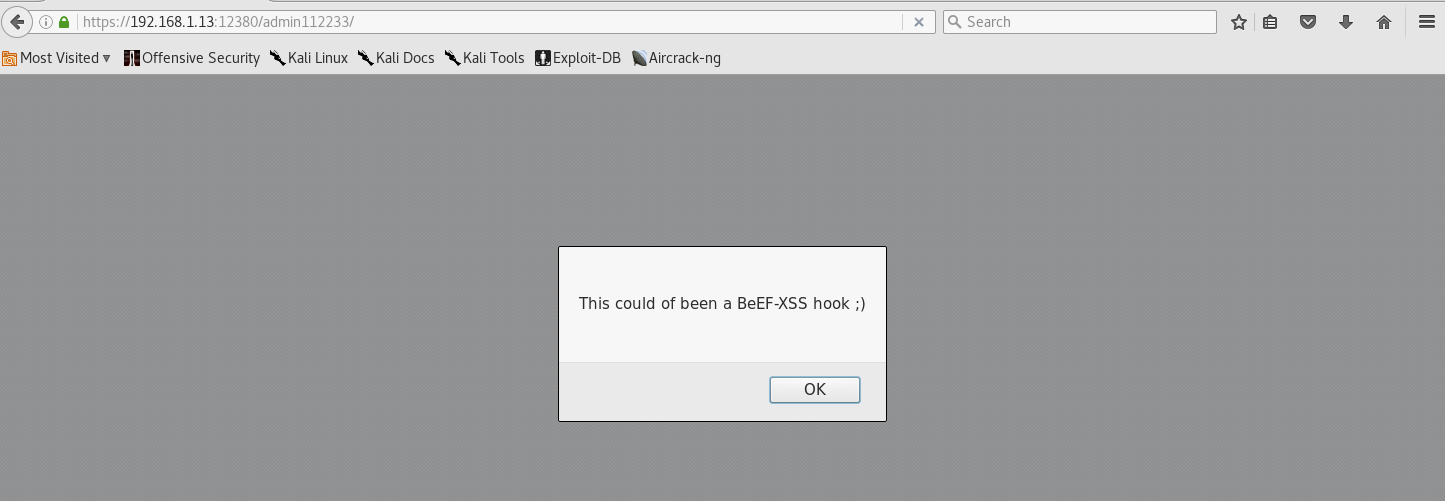 https://192.168.1.13:12380/admin112233/
Search
Most Visited
Offensive Security
Kali Linux
Kali Docs
Kali Tools
Exploit-DB
Aircrack-ng
This could of been a BeEF-XSS hook ;)
OK